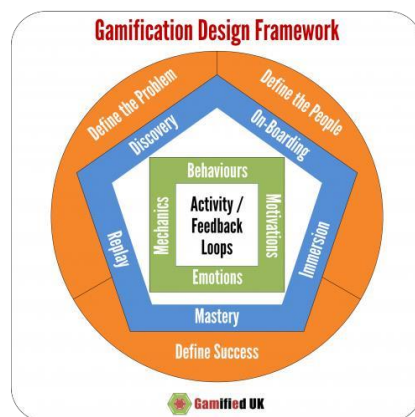 Gamification Design Framework
Define the Problem
Define the People
Discovery
On-Boarding
Behaviours
Mechanics
Activity /
Feedback
Loops
Motivations
Emotions
Replay
Immersion
Mastery
Define Success
Gamified UK